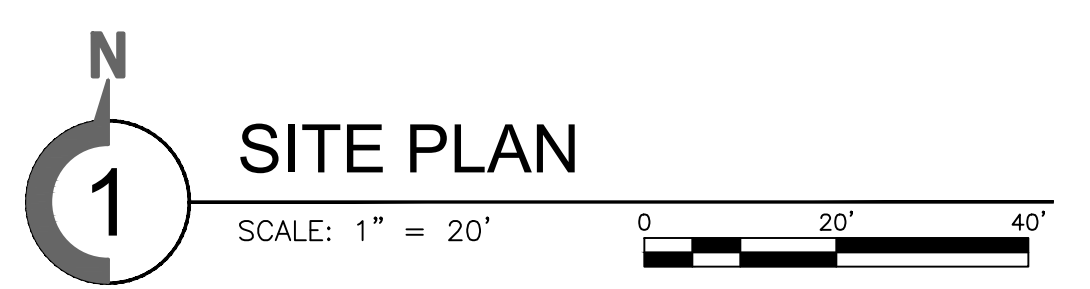 N
1
SITE PLAN
SCALE: 1" = 20'
0 20' 40'